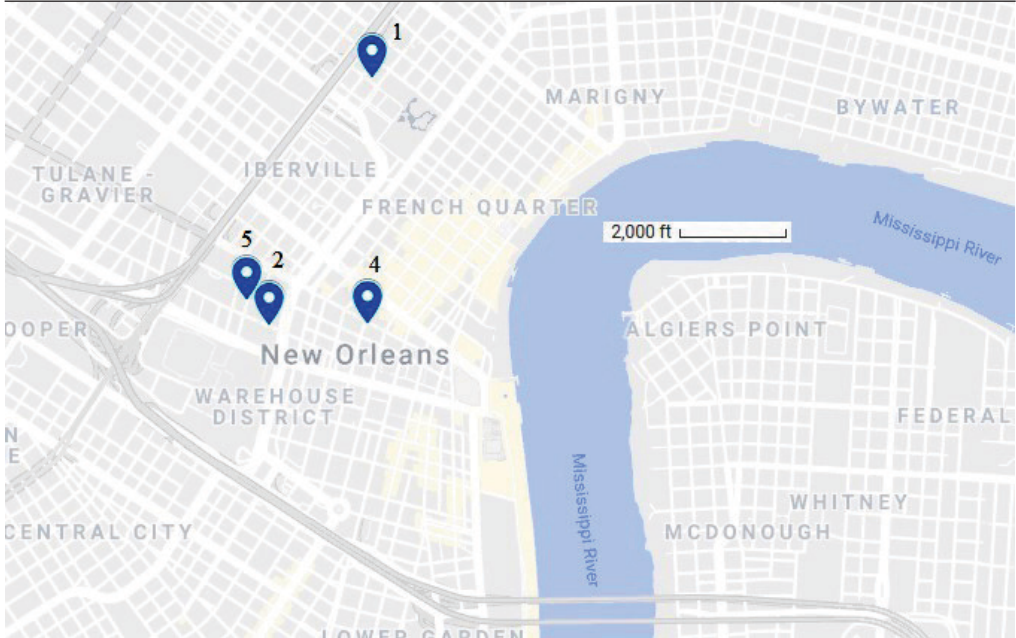 1
MARIGNY
BYWATER
IBERVILLE
TULANE -
GRAVIER
FRENCH QUARTER
Mississippi River
2,000 ft
5
2
4
OOPER
ALGIERS POINT
New Orleans
WAREHOUSE
DISTRICT
FEDERAL
N
E
Mississippi River
WHITNEY
CENTRAL CITY
MCDONOUGH
LOWER GARDEN